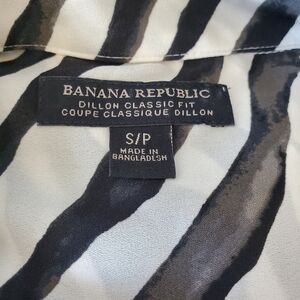 BANANA REPUBLIC
DILLON CLASSIC FIT
COUPE CLASSIQUE DILLON
S/P
MADE IN
BANGLADESH